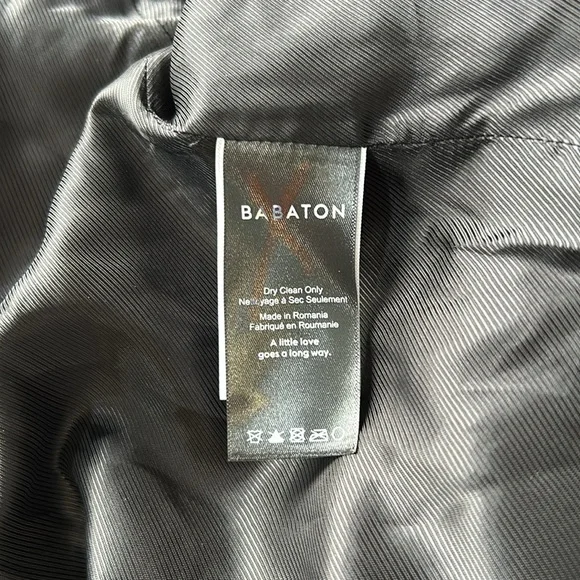 BABATON
Dry Clean Only
Nettoyage à Sec Seulement
Made in Romania
Fabriqué en Roumanie
A little love
goes a long way.